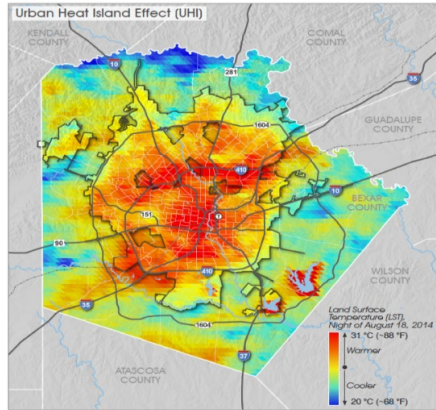 Urban Heat Island Effect (UHI)
KENDALL
COUNTY
COMAL
COUNTY
10
281
35
1604
GUADALUPE
COUNTY
410
10
BEXAR
COUNTY
151
90
WILSON
COUNTY
410
35
1604
37
ATASCOSA
COUNTY
Land Surface
Temperature (LST),
Night of August 18, 2014
31 °C (~88 °F)
Warmer
Cooler
20 °C (~68 °F)